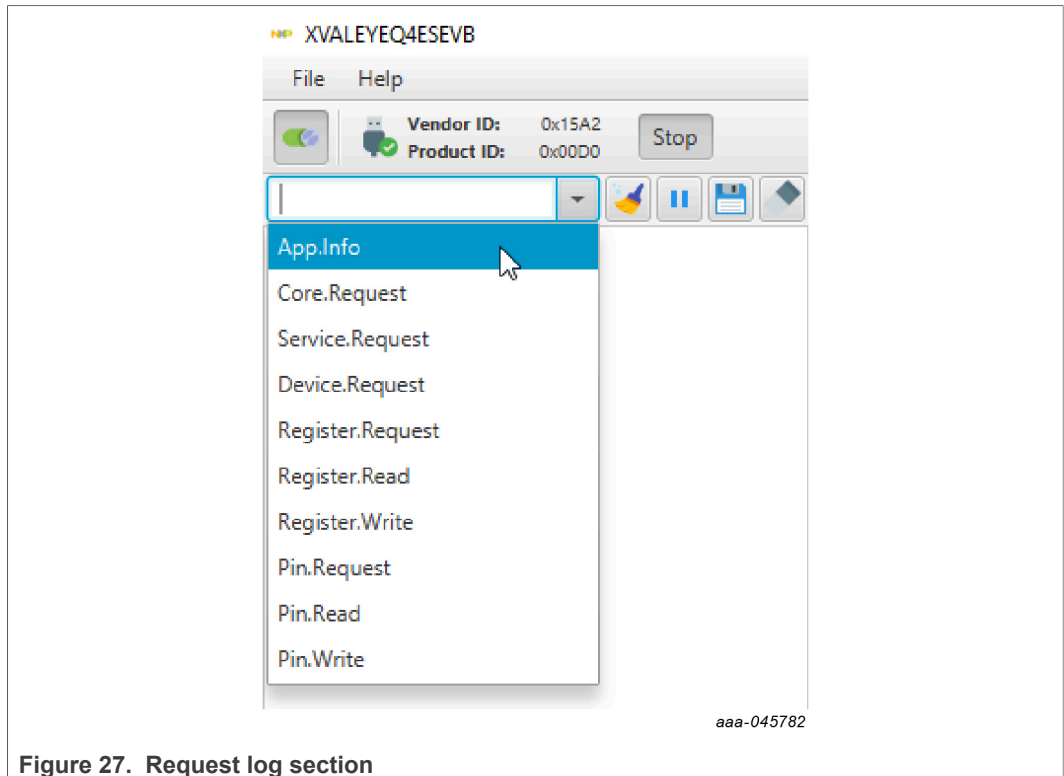 NXP XVALEYEQ4ESEVB
File Help
Vendor ID: 0x15A2
Product ID: 0x00D0
Stop
App.Info
Core.Request
Service.Request
Device.Request
Register.Request
Register.Read
Register.Write
Pin.Request
Pin.Read
Pin.Write
aaa-045782
Figure 27. Request log section